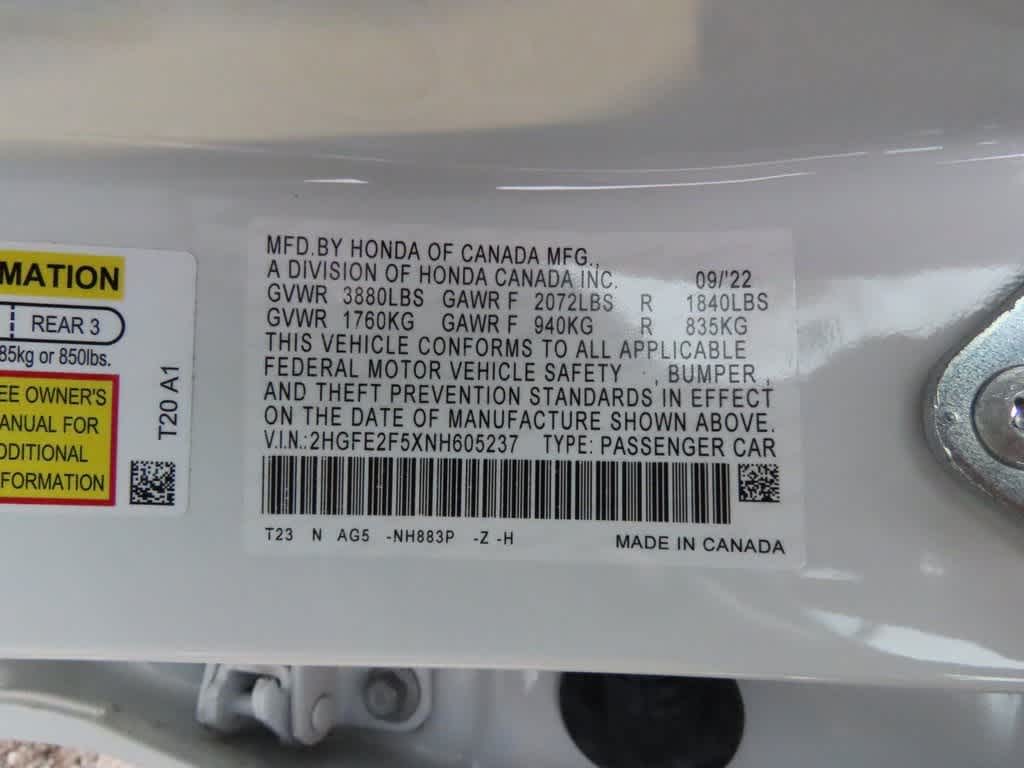 MATION
REAR 3
85kg or 850lbs.
EE OWNER'S
ANUAL FOR
DDITIONAL
FORMATION
T20 A1
MFD.BY HONDA OF CANADA MFG.,
A DIVISION OF HONDA CANADA INC. 09/'22
GVWR 3880LBS GAWR F 2072LBS R 1840LBS
GVWR 1760KG GAWR F 940KG R 835KG
THIS VEHICLE CONFORMS TO ALL APPLICABLE
FEDERAL MOTOR VEHICLE SAFETY , BUMPER ,
AND THEFT PREVENTION STANDARDS IN EFFECT
ON THE DATE OF MANUFACTURE SHOWN ABOVE.
V.I.N.:2HGFE2F5XNH605237 TYPE: PASSENGER CAR
T23 N AG5 -NH883P -Z -H MADE IN CANADA